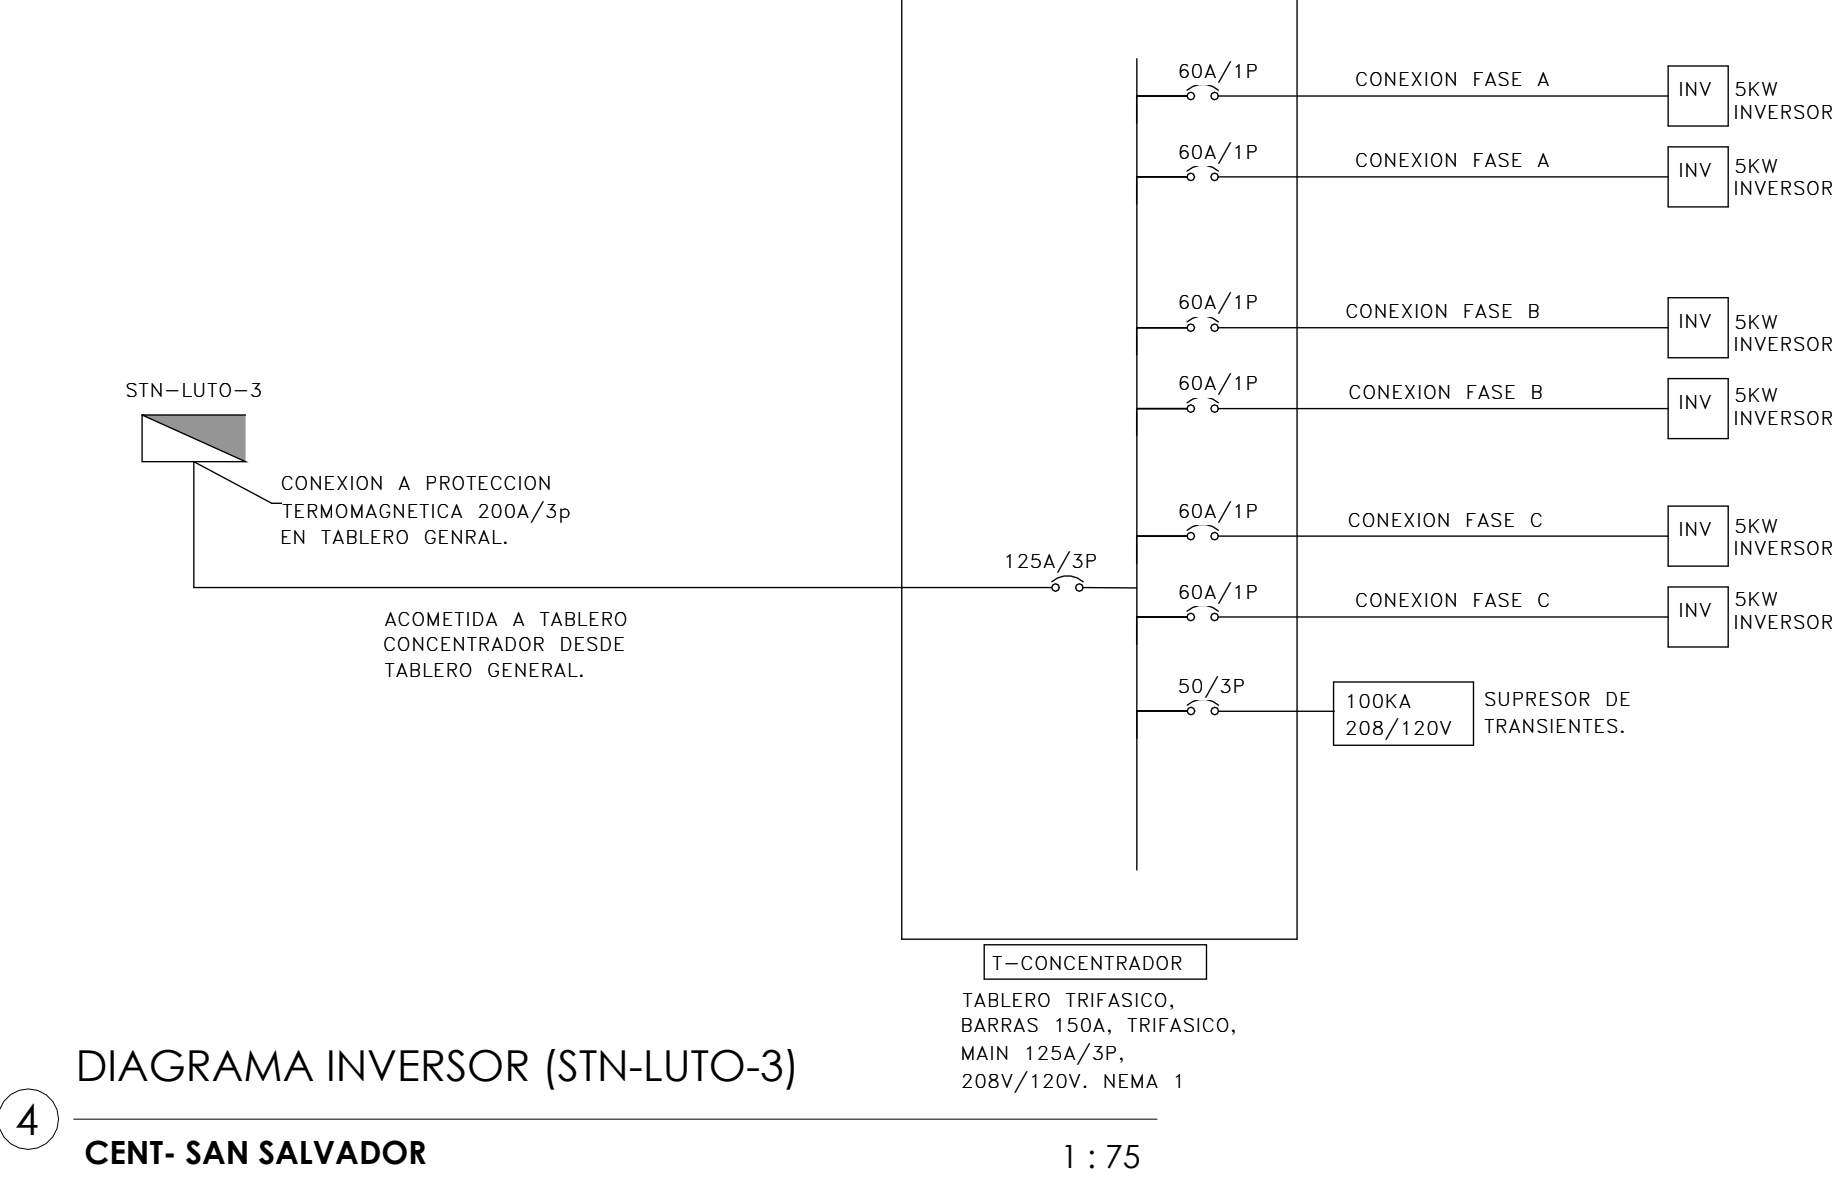 60A/1P
CONEXION FASE A
INV
5KW
INVERSOR
60A/1P
CONEXION FASE A
INV
5KW
INVERSOR
60A/1P
CONEXION FASE B
INV
5KW
INVERSOR
60A/1P
CONEXION FASE B
INV
5KW
INVERSOR
STN-LUTO-3
CONEXION A PROTECCION
TERMOMAGNETICA 200A/3p
EN TABLERO GENRAL.
60A/1P
CONEXION FASE C
INV
5KW
INVERSOR
125A/3P
60A/1P
CONEXION FASE C
INV
5KW
INVERSOR
ACOMETIDA A TABLERO
CONCENTRADOR DESDE
TABLERO GENERAL.
50/3P
100KA
208/120V
SUPRESOR DE
TRANSIENTES.
T-CONCENTRADOR
TABLERO TRIFASICO,
BARRAS 150A, TRIFASICO,
MAIN 125A/3P,
208V/120V. NEMA 1
DIAGRAMA INVERSOR (STN-LUTO-3)
4
CENT- SAN SALVADOR
1 : 75